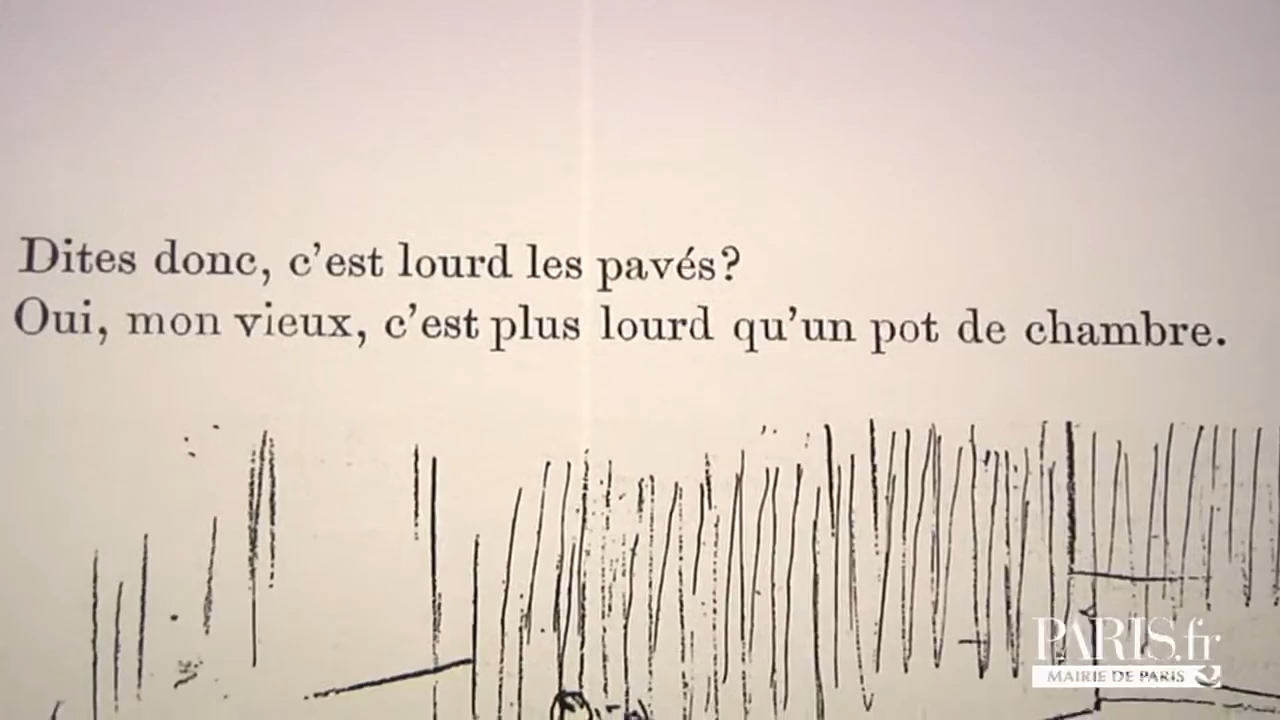 Dites donc, c'est lourd les pavés?
Oui, mon vieux, c'est plus lourd qu'un pot de chambre.
PARIS.fr
MAIRIE DE PARIS